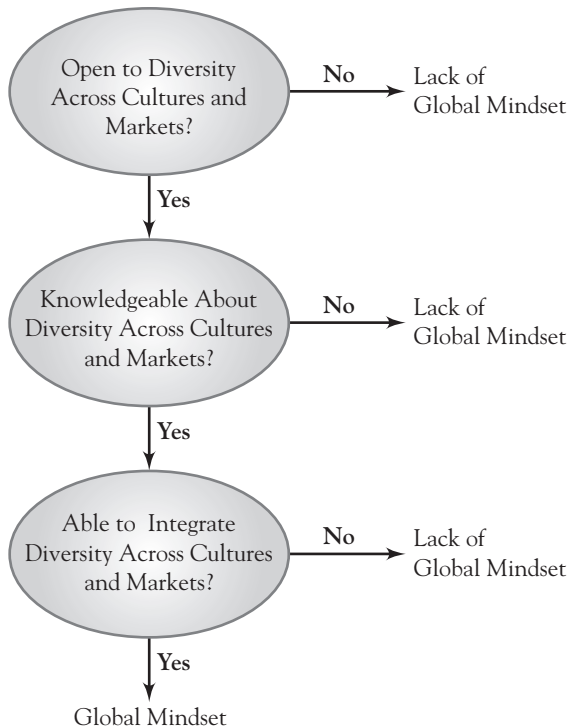 Open to Diversity
Across Cultures and
Markets?
No
Lack of
Global Mindset
Yes
Knowledgeable About
Diversity Across Cultures
and Markets?
No
Lack of
Global Mindset
Yes
Able to Integrate
Diversity Across Cultures
and Markets?
No
Lack of
Global Mindset
Yes
Global Mindset